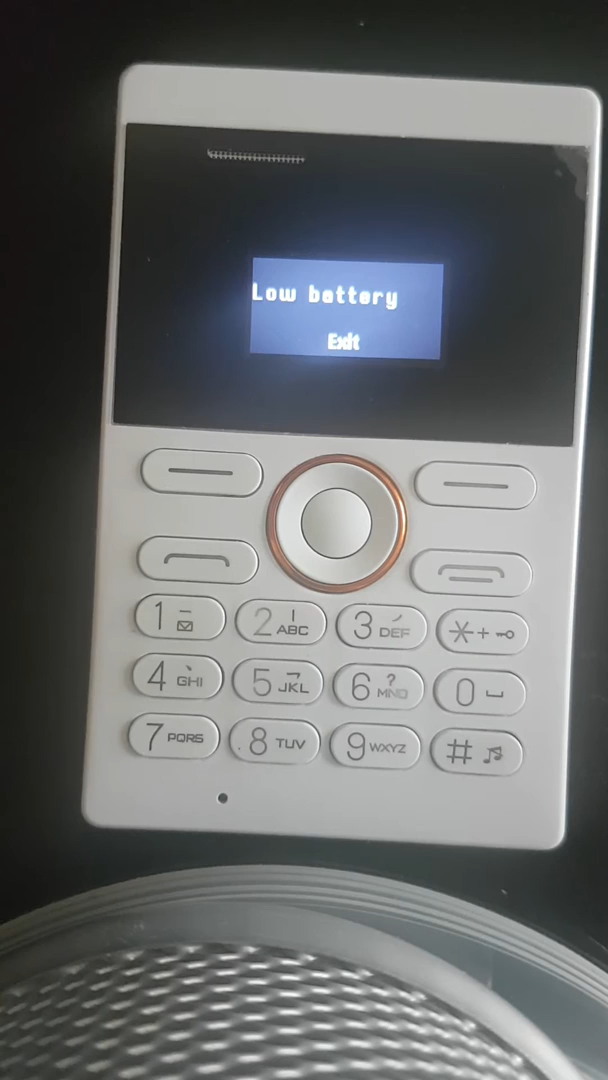 Low battery
Exit
1
2 ABC
3 DEF
*+
4 GHI
5 JKL
6 ? MNO
0
7 PQRS
8 TUV
9 WXYZ
#